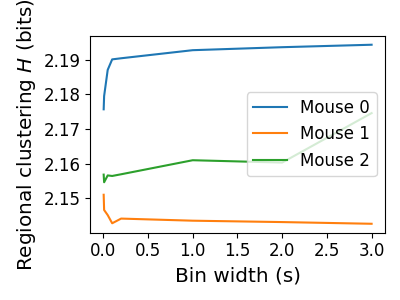 Regional clustering H (bits)
2.19
2.18
2.17
2.16
2.15
Mouse 0
Mouse 1
Mouse 2
0.0 0.5 1.0 1.5 2.0 2.5 3.0
Bin width (s)